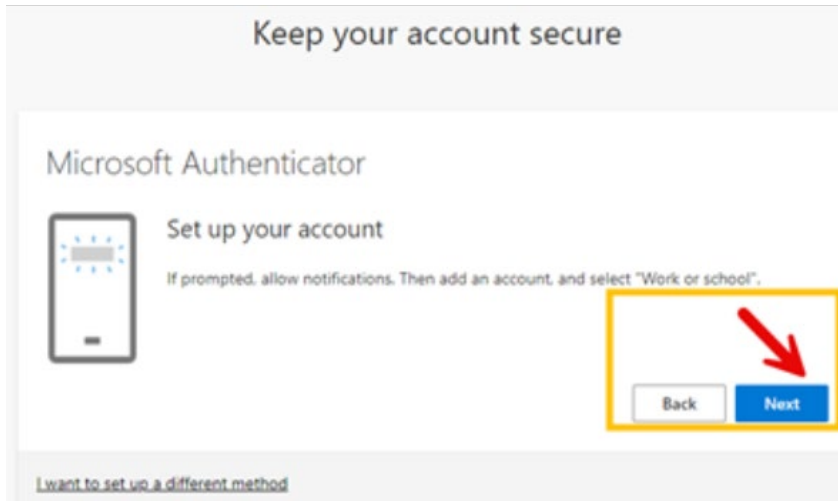 Keep your account secure
Microsoft Authenticator
Set up your account
If prompted, allow notifications. Then add an account, and select "Work or school".
Back
Next
I want to set up a different method